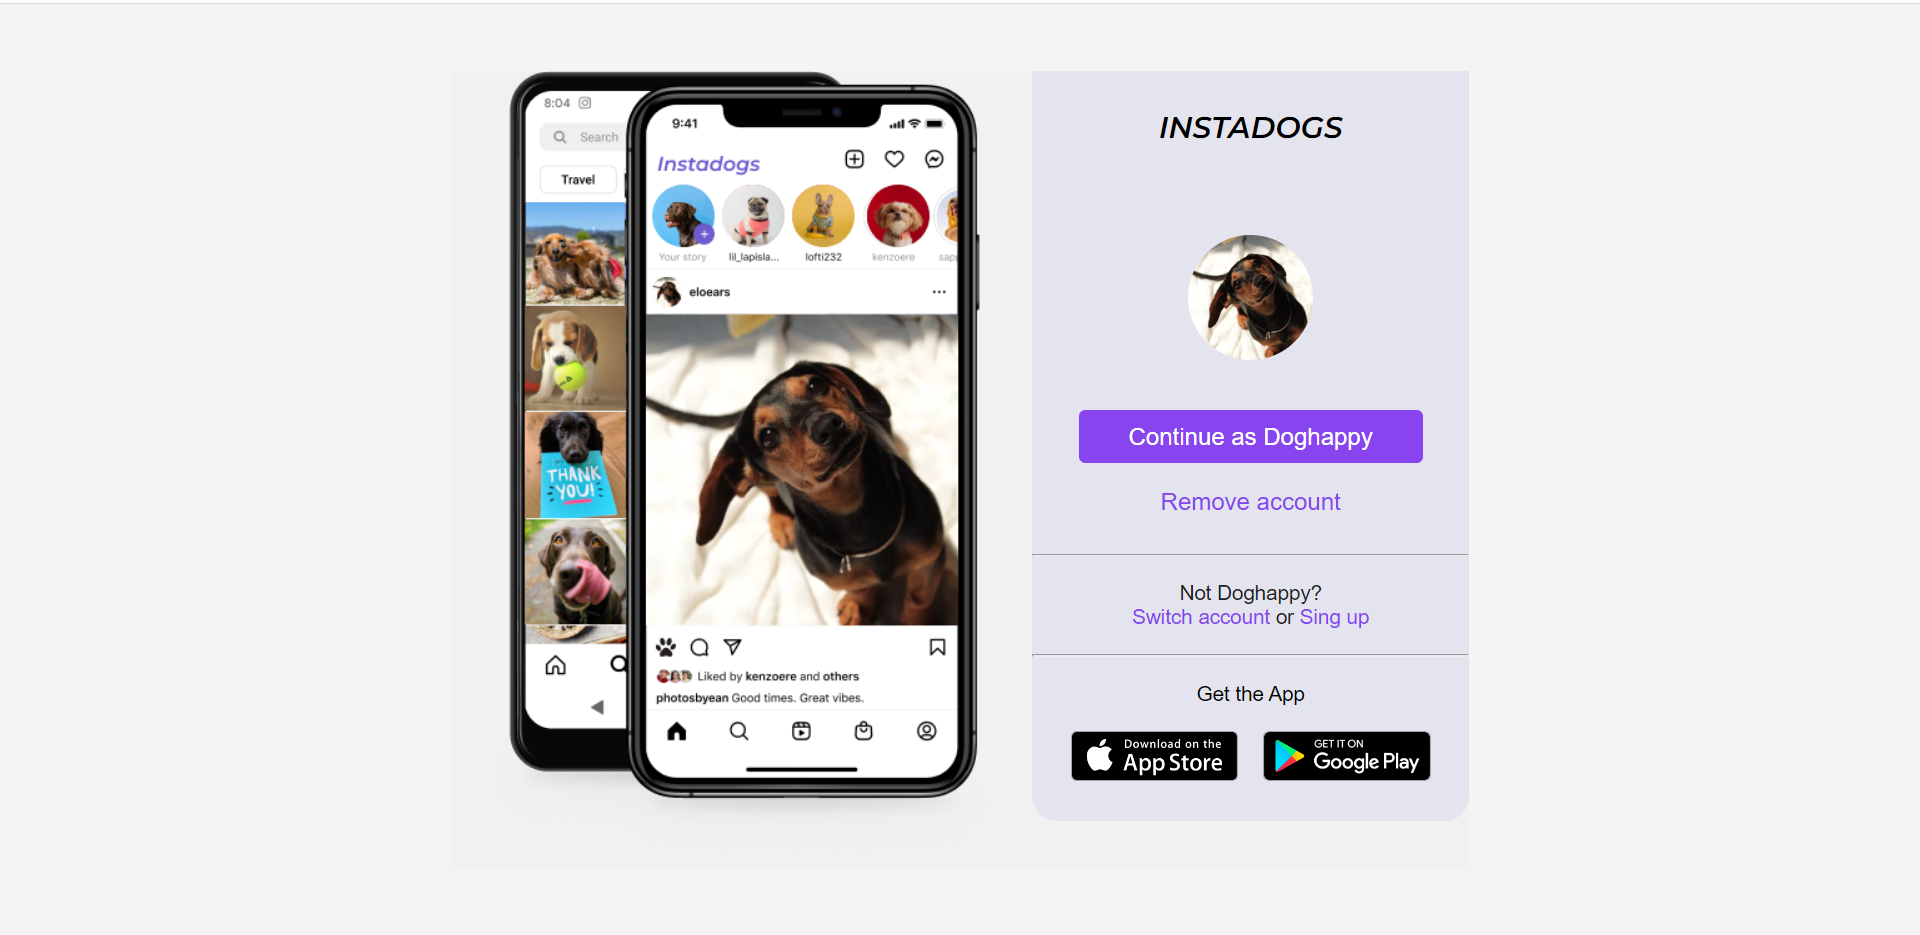 8:04
Search
Travel
THANK
YOU!
9:41
Instadogs
Your story
lil_lapisla...
lofti232
kenzoere
sap
eloears
Liked by kenzoere and others
photosbyean Good times. Great vibes.
INSTADOGS
Continue as Doghappy
Remove account
Not Doghappy?
Switch account or Sing up
Get the App
Download on the
App Store
GET IT ON
Google Play